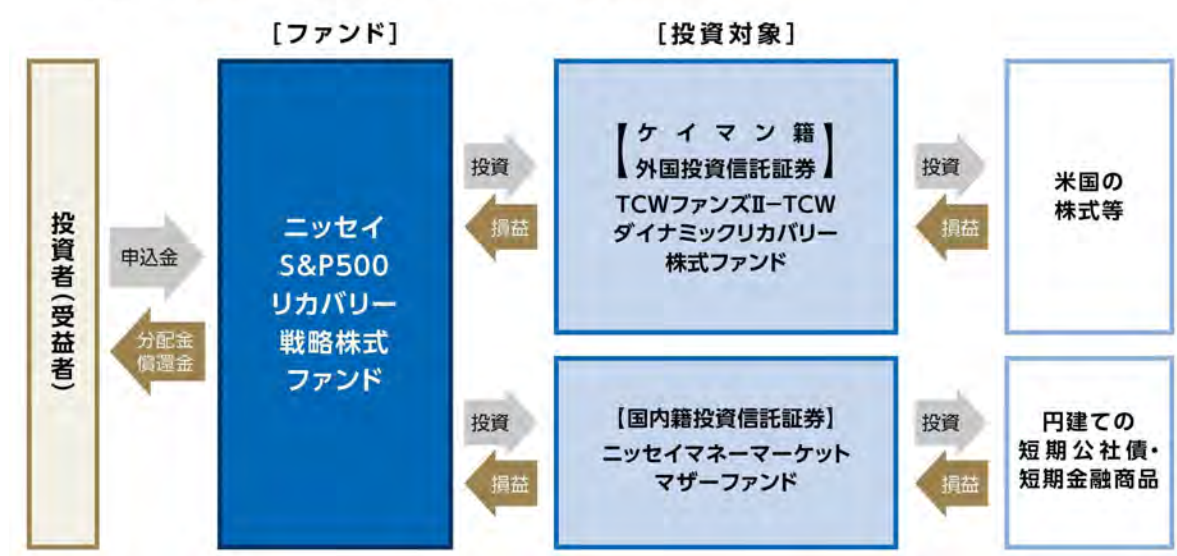 [ファンド]
[投資対象]
投資者(受益者)
申込金
分配金
償還金
ニッセイ
S&P500
リカバリー
戦略株式
ファンド
投資
損益
【ケイマン籍
外国投資信託証券】
TCWファンズⅡ−TCW
ダイナミックリカバリー
株式ファンド
投資
損益
米国の
株式等
投資
損益
【国内籍投資信託証券】
ニッセイマネーマーケット
マザーファンド
投資
損益
円建ての
短期公社債・
短期金融商品